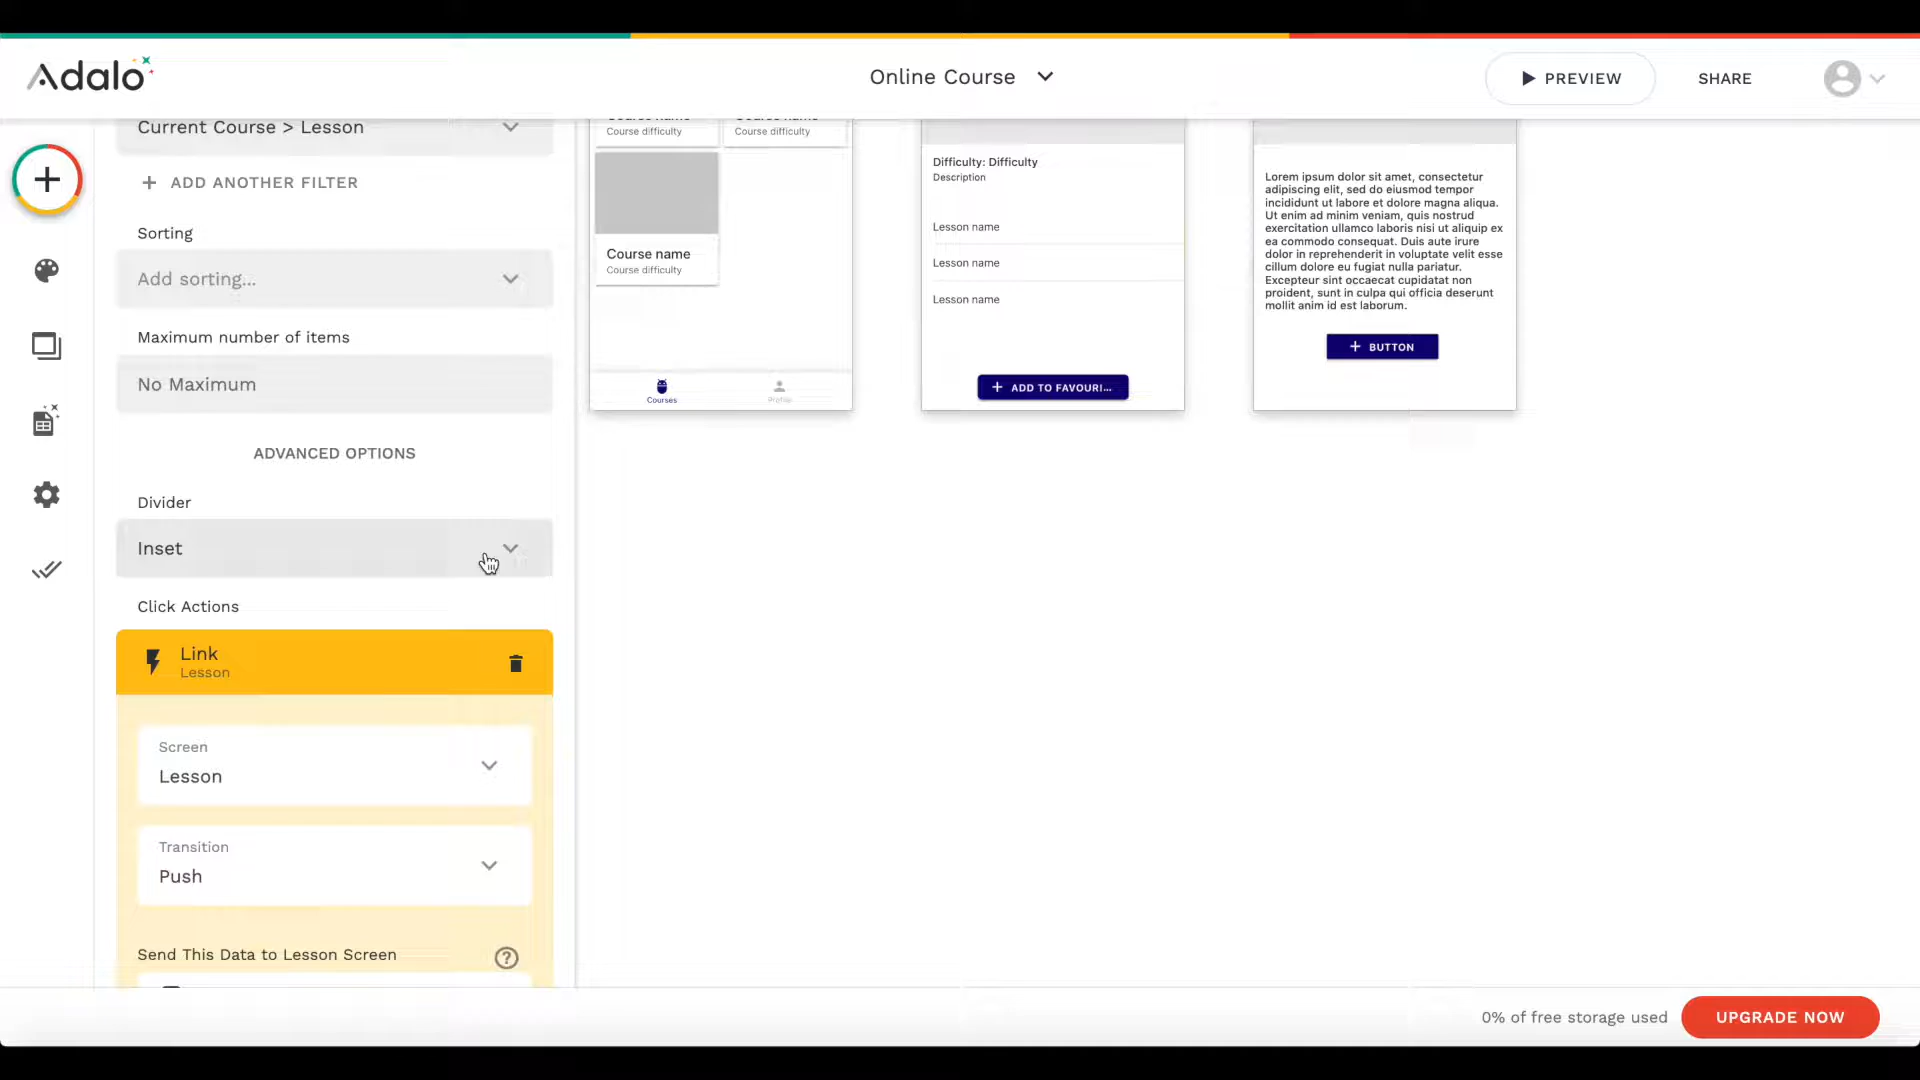 Adalo
Online Course
PREVIEW
SHARE
Current Course > Lesson
ADD ANOTHER FILTER
Sorting
Add sorting...
Maximum number of items
No Maximum
ADVANCED OPTIONS
Divider
Inset
Click Actions
Link
Lesson
Screen
Lesson
Transition
Push
Send This Data to Lesson Screen
Course difficulty
Course difficulty
Course name
Course difficulty
Courses
Profile
Difficulty: Difficulty
Description
Lesson name
Lesson name
Lesson name
ADD TO FAVOURI...
Lorem ipsum dolor sit amet, consectetur
adipiscing elit, sed do eiusmod tempor
incididunt ut labore et dolore magna aliqua.
Ut enim ad minim veniam, quis nostrud
exercitation ullamco laboris nisi ut aliquip ex
ea commodo consequat. Duis aute irure
dolor in reprehenderit in voluptate velit esse
cillum dolore eu fugiat nulla pariatur.
Excepteur sint occaecat cupidatat non
proident, sunt in culpa qui officia deserunt
mollit anim id est laborum.
BUTTON
0% of free storage used
UPGRADE NOW